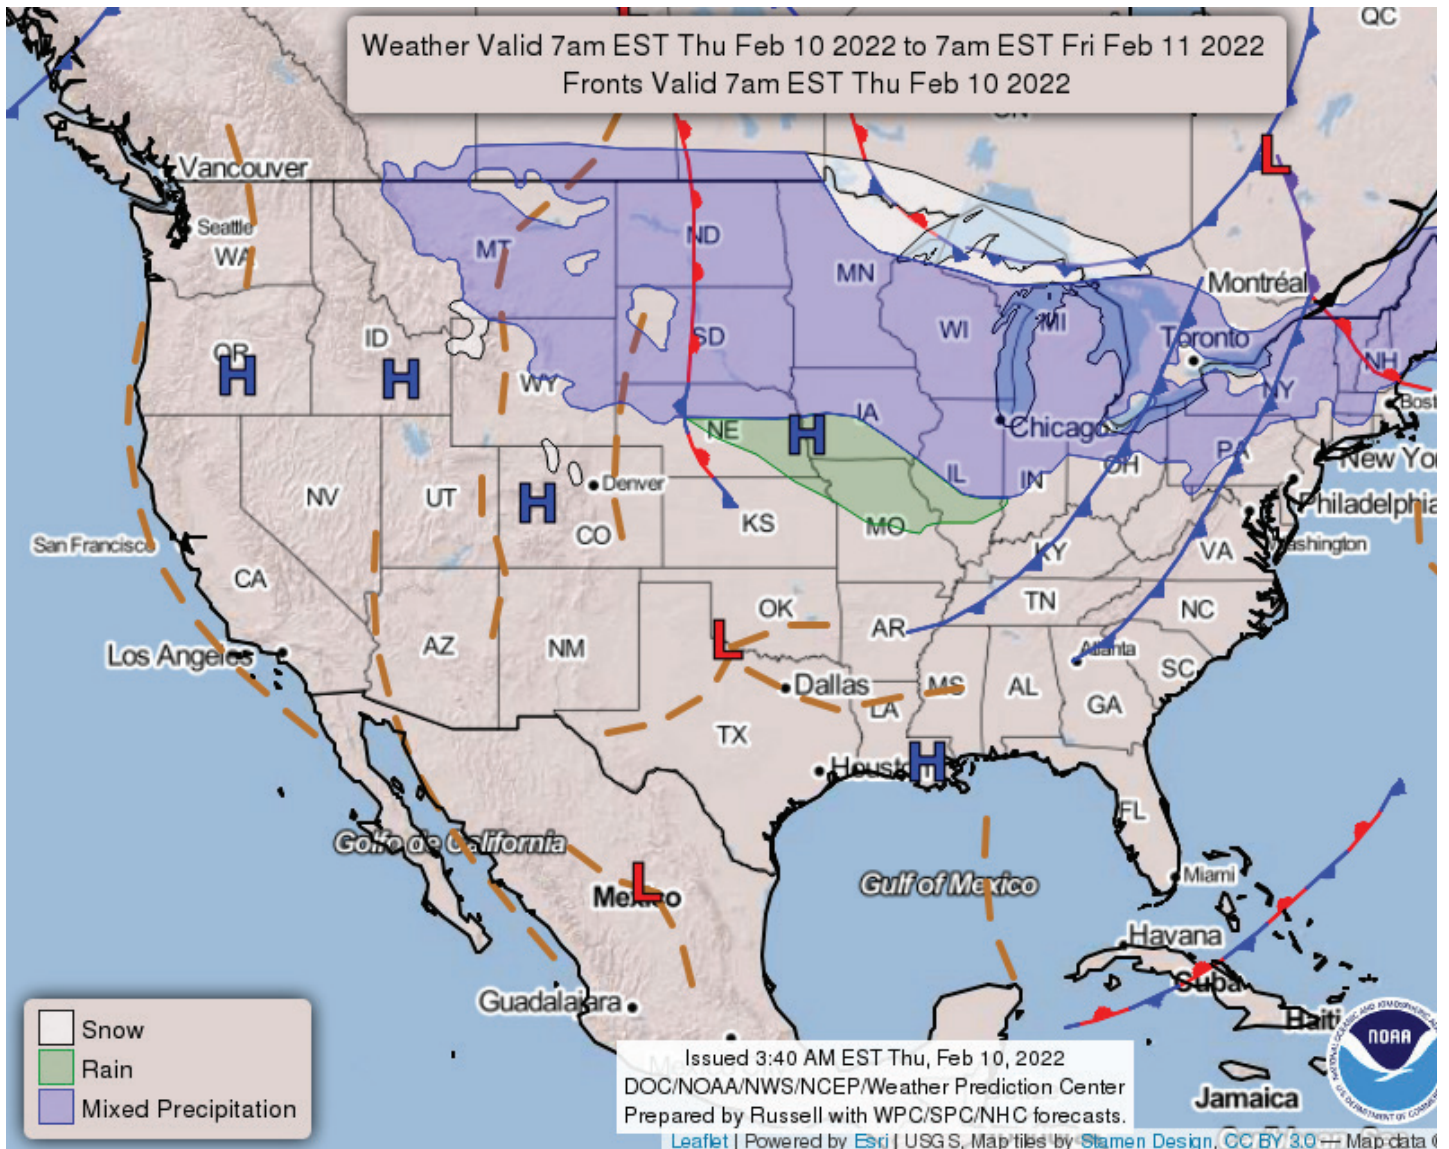 QC
Weather Valid 7am EST Thu Feb 10 2022 to 7am EST Fri Feb 11 2022
Fronts Valid 7am EST Thu Feb 10 2022
L
Vancouver
L
Seattle
WA
MT
ND
MN
Montréal
OR
ID
SD
WI
MI
Toronto
NH
H
H
WY
NY
Bost
NE
H
IA
Chicago
PA
New Yo
NV
UT
H
Denver
CO
KS
MO
IL
IN
OH
Philadelphia
San Francisco
CA
KY
VA
ashington
AZ
NM
OK
AR
TN
NC
Los Angeles
L
Dallas
MS
AL
Atlanta
SC
GA
TX
LA
Houston
H
FL
Golfo de California
Mexico
L
Gulf of Mexico
Miami
Havana
Cuba
Guadalajara
Haiti
Snow
Rain
Mixed Precipitation
Issued 3:40 AM EST Thu, Feb 10, 2022
DOC/NOAA/NWS/NCEP/Weather Prediction Center
Prepared by Russell with WPC/SPC/NHC forecasts.
NOAA
Jamaica
Leaflet | Powered by Esri | USGS, Map tiles by Stamen Design, CC BY 3.0 — Map data ©